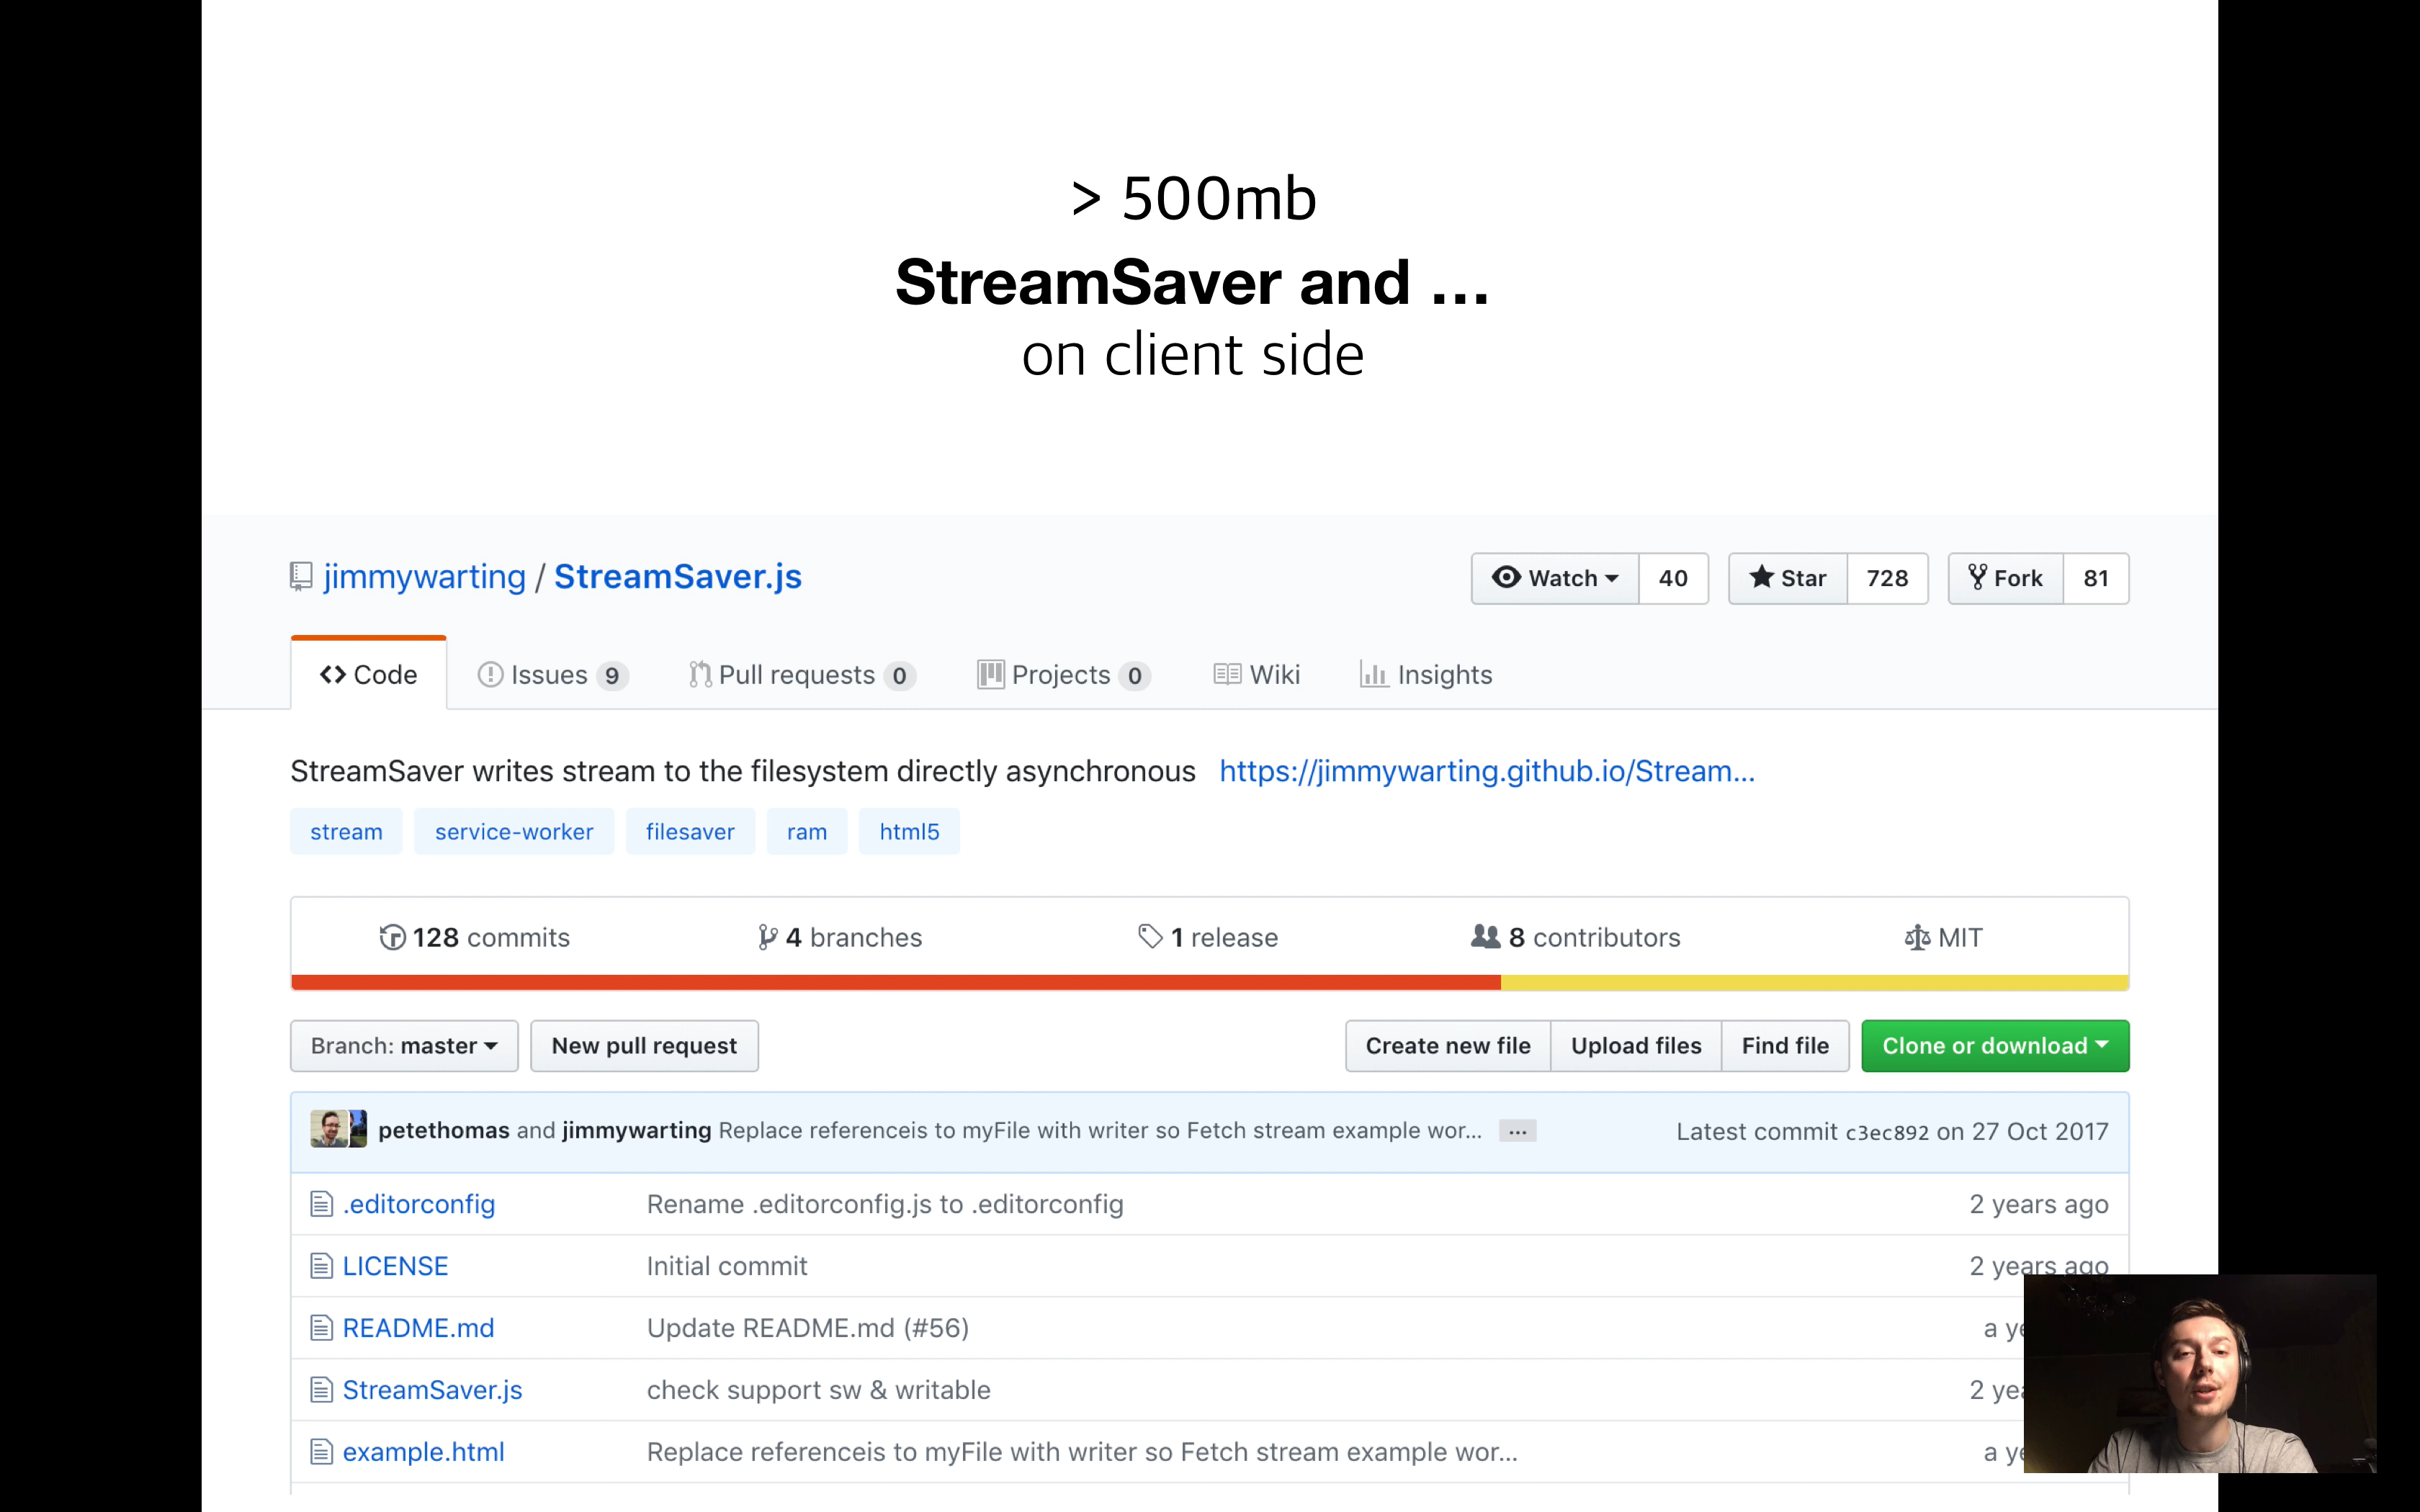 > 500mb
StreamSaver and ...
on client side
jimmywarting / StreamSaver.js
Watch 40 Star 728 Fork 81
Code Issues 9 Pull requests 0 Projects 0 Wiki Insights
StreamSaver writes stream to the filesystem directly asynchronous https://jimmywarting.github.io/Stream...
stream service-worker filesaver ram html5
128 commits 4 branches 1 release 8 contributors MIT
Branch: master New pull request Create new file Upload files Find file Clone or download
petethomas and jimmywarting Replace referenceis to myFile with writer so Fetch stream example wor... ... Latest commit c3ec892 on 27 Oct 2017
.editorconfig Rename .editorconfig.js to .editorconfig 2 years ago
LICENSE Initial commit 2 years ago
README.md Update README.md (#56) a
StreamSaver.js check support sw & writable 2
example.html Replace referenceis to myFile with writer so Fetch stream example wor... a